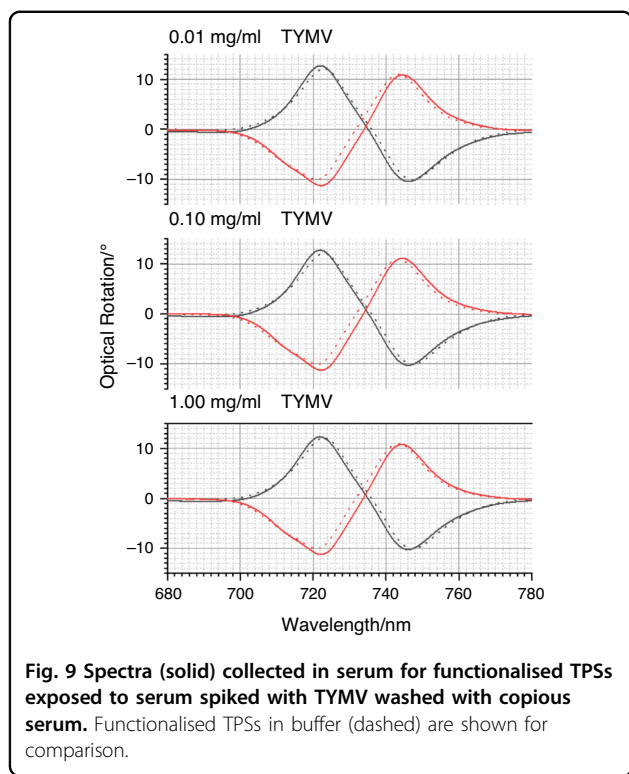 0.01 mg/ml TYMV
10
0
−10
0.10 mg/ml TYMV
10
0
−10
Optical Rotation/°
1.00 mg/ml TYMV
10
0
−10
680 700 720 740 760 780
Wavelength/nm
Fig. 9 Spectra (solid) collected in serum for functionalised TPSs
exposed to serum spiked with TYMV washed with copious
serum. Functionalised TPSs in buffer (dashed) are shown for
comparison.